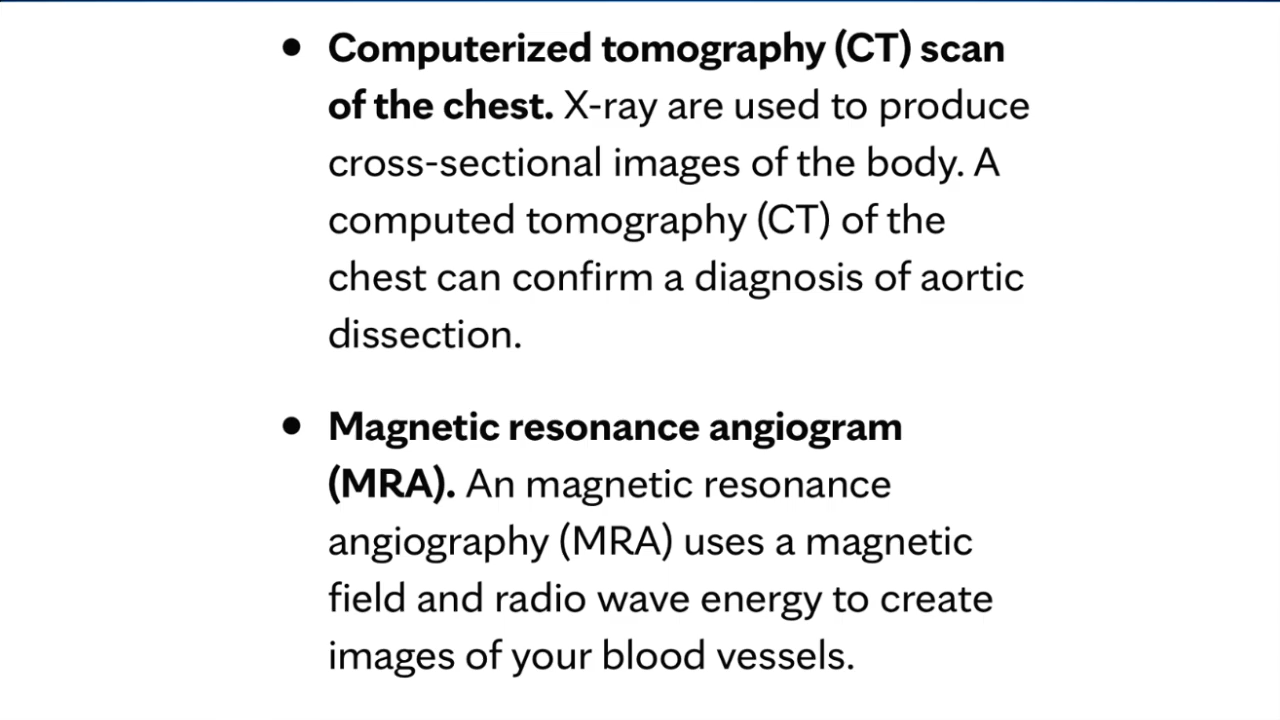 • Computerized tomography (CT) scan
of the chest. X-ray are used to produce
cross-sectional images of the body. A
computed tomography (CT) of the
chest can confirm a diagnosis of aortic
dissection.
• Magnetic resonance angiogram
(MRA). An magnetic resonance
angiography (MRA) uses a magnetic
field and radio wave energy to create
images of your blood vessels.